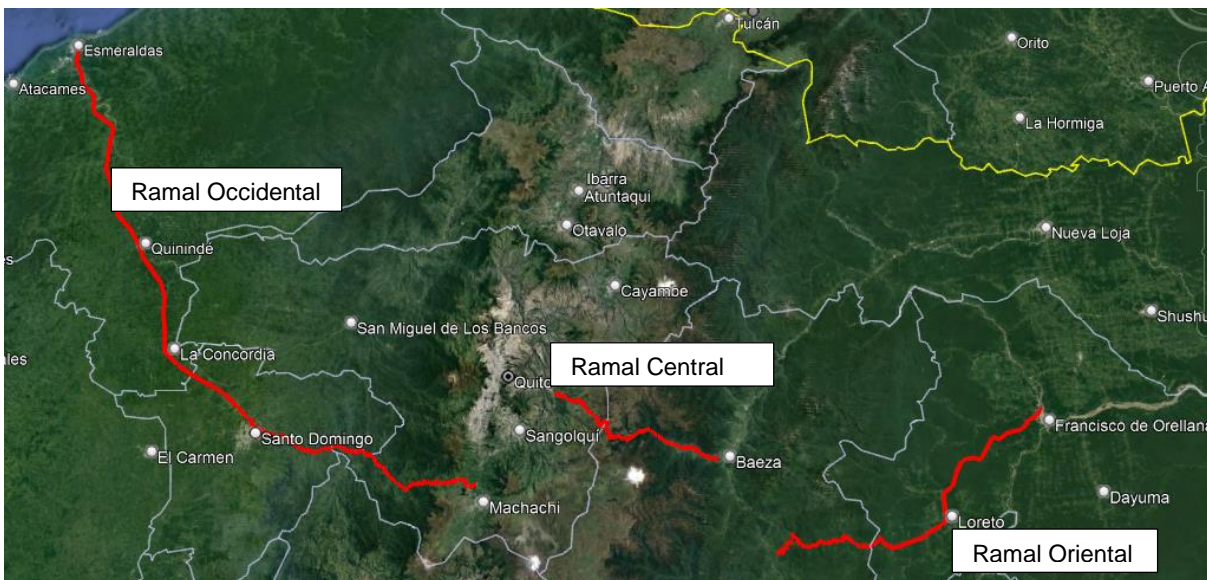 Tulcán
Esmeraldas
Orito
Atacames
Puerto A
La Hormiga
Ramal Occidental
Ibarra
Atuntaqui
Otavalo
Nueva Loja
Quinindé
Cayambe
San Miguel de Los Bancos
Shushu
La Concordia
ales
Ramal Central
Quito
Francisco de Orellana
Santo Domingo
Sangolquí
El Carmen
Baeza
Dayuma
Machachi
Loreto
Ramal Oriental